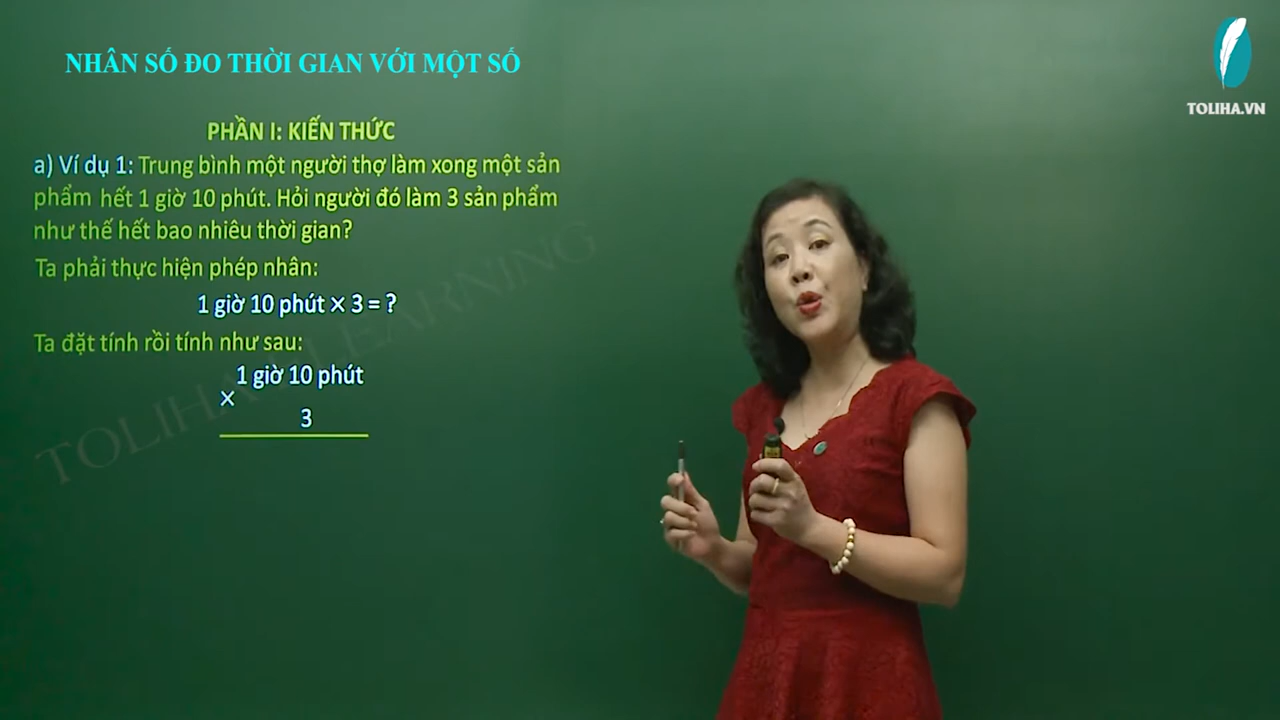 NHÂN SỐ ĐO THỜI GIAN VỚI MỘT SỐ
TOLIHA.VN
PHẦN I: KIẾN THỨC
a) Ví dụ 1: Trung bình một người thợ làm xong một sản
phẩm hết 1 giờ 10 phút. Hỏi người đó làm 3 sản phẩm
như thế hết bao nhiêu thời gian?
Ta phải thực hiện phép nhân:
1 giờ 10 phút × 3 = ?
Ta đặt tính rồi tính như sau:
1 giờ 10 phút
×
3
TOLIHA LEARNING